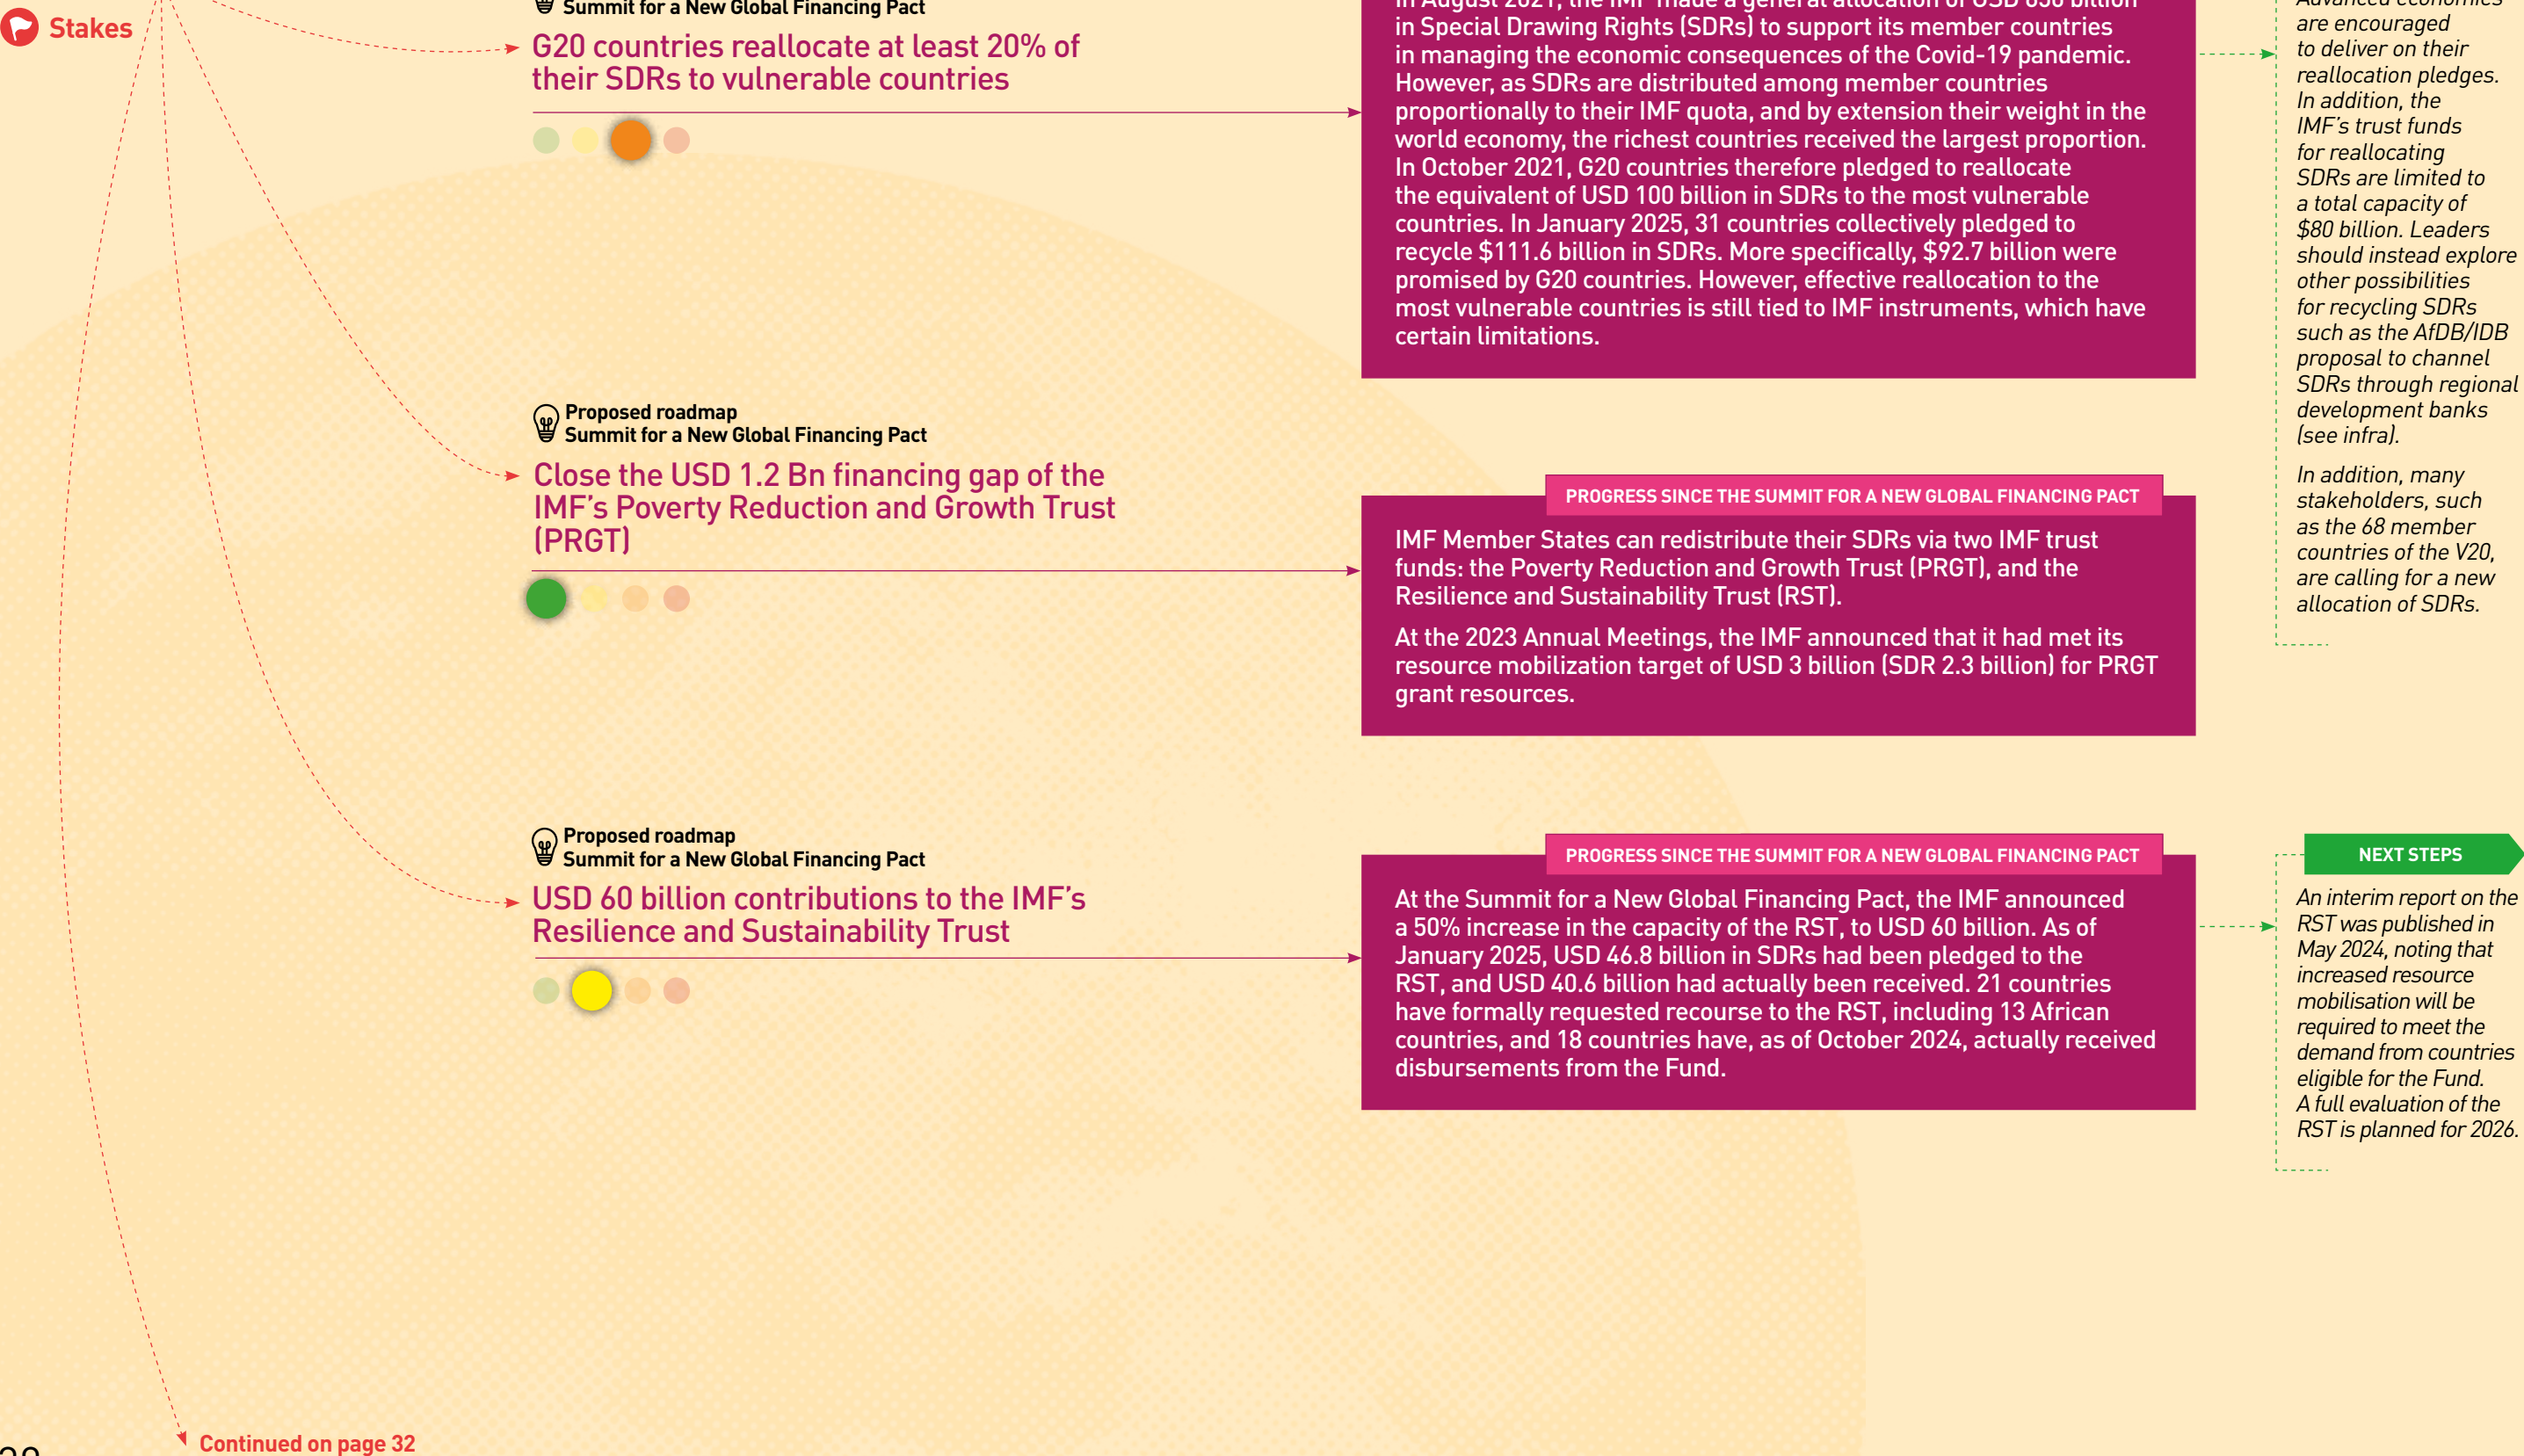 Stakes
Summit for a New Global Financing Pact
G20 countries reallocate at least 20% of
their SDRs to vulnerable countries
In August 2021, the IMF made a general allocation of USD 650 billion
in Special Drawing Rights (SDRs) to support its member countries
in managing the economic consequences of the Covid-19 pandemic.
However, as SDRs are distributed among member countries
proportionally to their IMF quota, and by extension their weight in the
world economy, the richest countries received the largest proportion.
In October 2021, G20 countries therefore pledged to reallocate
the equivalent of USD 100 billion in SDRs to the most vulnerable
countries. In January 2025, 31 countries collectively pledged to
recycle $111.6 billion in SDRs. More specifically, $92.7 billion were
promised by G20 countries. However, effective reallocation to the
most vulnerable countries is still tied to IMF instruments, which have
certain limitations.
Advanced economies
are encouraged
to deliver on their
reallocation pledges.
In addition, the
IMF's trust funds
for reallocating
SDRs are limited to
a total capacity of
$80 billion. Leaders
should instead explore
other possibilities
for recycling SDRs
such as the AfDB/IDB
proposal to channel
SDRs through regional
development banks
(see infra).
In addition, many
stakeholders, such
as the 68 member
countries of the V20,
are calling for a new
allocation of SDRs.
Proposed roadmap
Summit for a New Global Financing Pact
Close the USD 1.2 Bn financing gap of the
IMF's Poverty Reduction and Growth Trust
(PRGT)
PROGRESS SINCE THE SUMMIT FOR A NEW GLOBAL FINANCING PACT
IMF Member States can redistribute their SDRs via two IMF trust
funds: the Poverty Reduction and Growth Trust (PRGT), and the
Resilience and Sustainability Trust (RST).
At the 2023 Annual Meetings, the IMF announced that it had met its
resource mobilization target of USD 3 billion (SDR 2.3 billion) for PRGT
grant resources.
Proposed roadmap
Summit for a New Global Financing Pact
USD 60 billion contributions to the IMF's
Resilience and Sustainability Trust
PROGRESS SINCE THE SUMMIT FOR A NEW GLOBAL FINANCING PACT
At the Summit for a New Global Financing Pact, the IMF announced
a 50% increase in the capacity of the RST, to USD 60 billion. As of
January 2025, USD 46.8 billion in SDRs had been pledged to the
RST, and USD 40.6 billion had actually been received. 21 countries
have formally requested recourse to the RST, including 13 African
countries, and 18 countries have, as of October 2024, actually received
disbursements from the Fund.
NEXT STEPS
An interim report on the
RST was published in
May 2024, noting that
increased resource
mobilisation will be
required to meet the
demand from countries
eligible for the Fund.
A full evaluation of the
RST is planned for 2026.
Continued on page 32